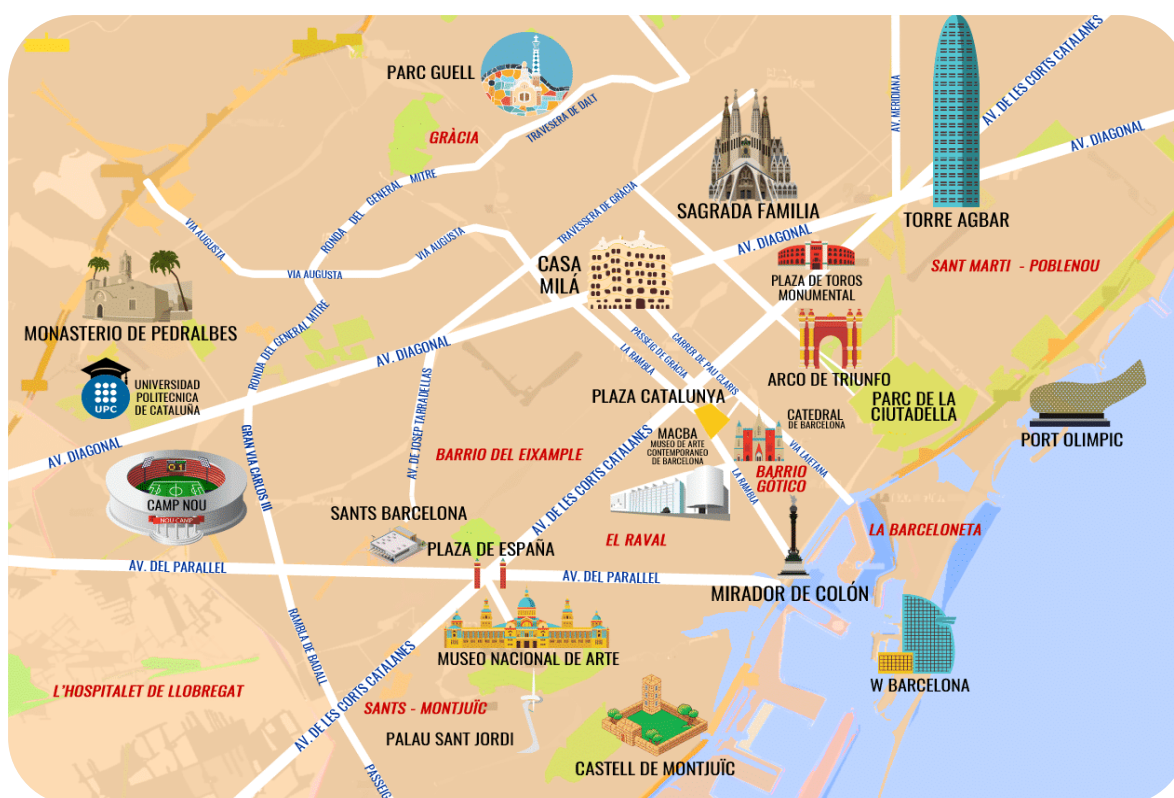 PARC GUELL
GRÀCIA
TRAVESERA DE DALT
AV. MERIDIANA
AV. DE LES CORTS CATALANES
AV. DIAGONAL
SAGRADA FAMILIA
TORRE AGBAR
RONDA DEL GENERAL MITRE
TRAVESSERA DE GRÀCIA
VIA AUGUSTA
VIA AUGUSTA
VIA AUGUSTA
AV. DIAGONAL
CASA
MILÁ
PLAZA DE TOROS
MONUMENTAL
SANT MARTI - POBLENOU
MONASTERIO DE PEDRALBES
RONDA DEL GENERAL MITRE
AV. DIAGONAL
PASSEIG DE GRÀCIA
CARRER DE PAU CLARIS
LA RAMBLA
ARCO DE TRIUNFO
UPC
UNIVERSIDAD
POLITECNICA
DE CATALUÑA
AV. DE JOSEP TARRADELLAS
PLAZA CATALUNYA
PARC DE LA
CIUTADELLA
CATEDRAL
DE BARCELONA
PORT OLIMPIC
AV. DIAGONAL
GRAN VIA CARLOS III
BARRIO DEL EIXAMPLE
MACBA
MUSEO DE ARTE
CONTEMPORANEO
DE BARCELONA
VIA LAIETANA
BARRIO
GÓTICO
LA RAMBLA
0 1
CAMP NOU
NOU CAMP
SANTS BARCELONA
AV. DE LES CORTS CATALANES
PLAZA DE ESPAÑA
EL RAVAL
LA BARCELONETA
AV. DEL PARALLEL
AV. DEL PARALLEL
MIRADOR DE COLÓN
RAMBLA DE BADALL
MUSEO NACIONAL DE ARTE
W BARCELONA
L'HOSPITALET DE LLOBREGAT
AV. DE LES CORTS CATALANES
SANTS - MONTJUÏC
PALAU SANT JORDI
CASTELL DE MONTJUÏC
PASSEIG